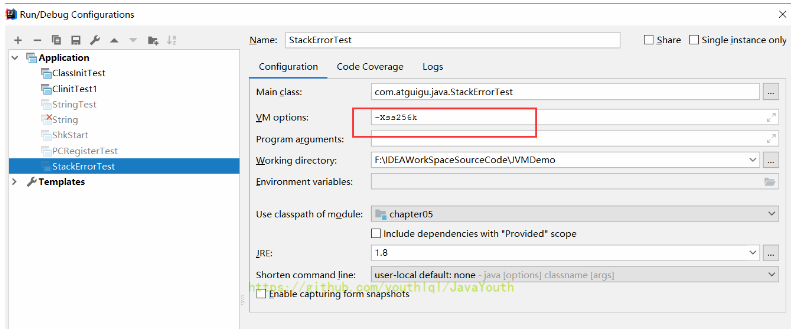 Run/Debug Configurations
Name: StackErrorTest Share Single instance only
Application
ClassInitTest
ClinitTest1
StringTest
String
ShkStart
PCRegisterTest
StackErrorTest
Templates
Configuration Code Coverage Logs
Main class: com.atguigu.java.StackErrorTest ...
VM options: -Xss256k
Program arguments:
Working directory: F:\IDEAWorkSpaceSourceCode\JVMDemo ...
Environment variables:
Use classpath of module: chapter05
Include dependencies with "Provided" scope
JRE: 1.8 ...
Shorten command line: user-local default: none - java [options] classname [args]
https://github.com/youthlql/JavaYouth
Enable capturing form snapshots